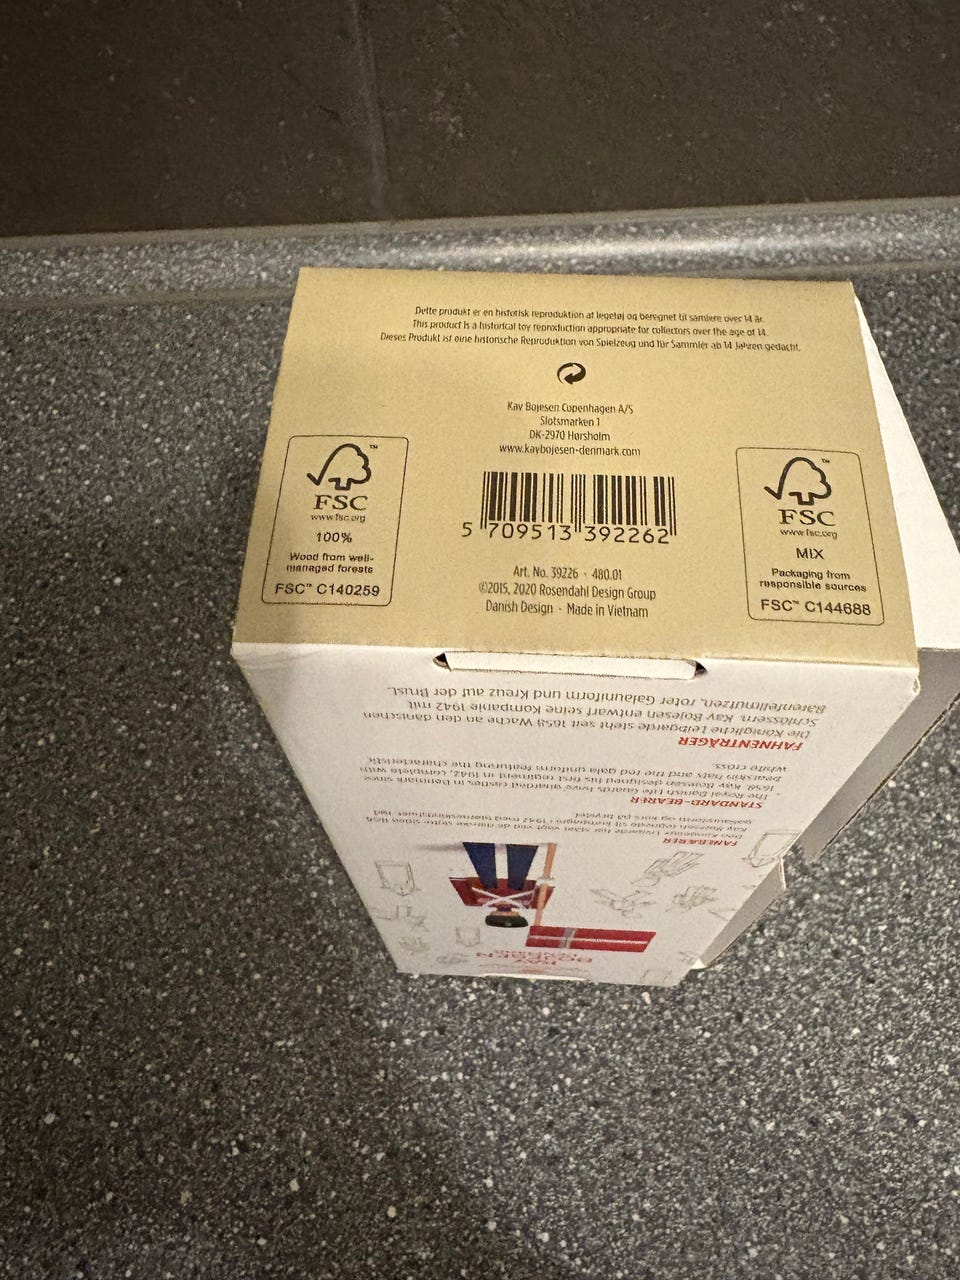 Dette produkt er en historisk reproduktion af legetøj og beregnet til samlere over 14 år.
This product is a historical toy reproduction appropriate for collectors over the age of 14.
Dieses Produkt ist eine historische Reproduktion von Spielzeug und für Sammler ab 14 Jahren gedacht.
Kay Bojesen Copenhagen A/S
Slotsmarken 1
DK-2970 Hørsholm
www.kaybojesen-denmark.com
FSC™
www.fsc.org
100%
Wood from well-
managed forests
FSC™ C140259
5 709513 392262
Art. No. 39226 · 480.01
©2015, 2020 Rosendahl Design Group
Danish Design · Made in Vietnam
FSC™
www.fsc.org
MIX
Packaging from
responsible sources
FSC™ C144688
KAY
BOJESEN
FANEBÆRER
STANDARD-BEARER
The Royal Danish Life Guards have guarded castles in Denmark since
1658. Kay Bojesen designed his first regiment in 1942, complete with
bearskin hats and the red gala uniform featuring the characteristic
white cross.
FAHNENTRÄGER
Die Königliche Leibgarde steht seit 1658 Wache an den dänischen
Schlössern. Kay Bojesen entwarf seine Kompanie 1942 mit
Bärenfellmützen, roter Galauniform und Kreuz auf der Brust.